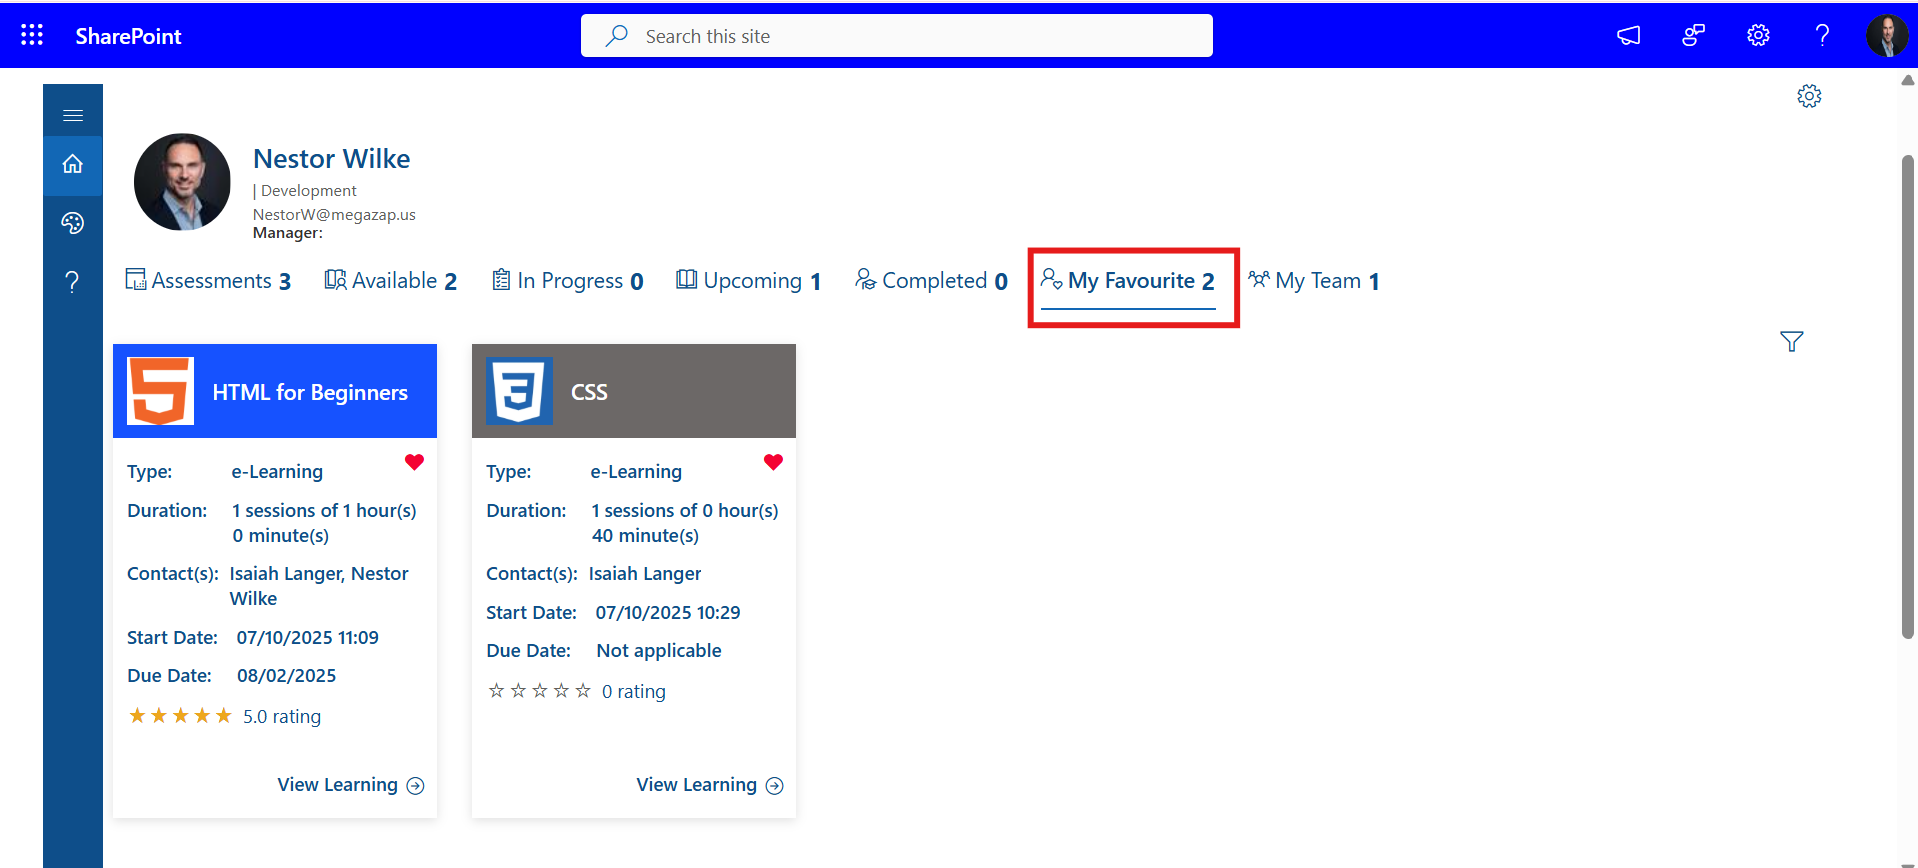 SharePoint
Search this site
Nestor Wilke
| Development
NestorW@megazap.us
Manager:
Assessments 3
Available 2
In Progress 0
Upcoming 1
Completed 0
My Favourite 2
My Team 1
HTML for Beginners
Type: e-Learning
Duration: 1 sessions of 1 hour(s)
0 minute(s)
Contact(s): Isaiah Langer, Nestor
Wilke
Start Date: 07/10/2025 11:09
Due Date: 08/02/2025
5.0 rating
View Learning
CSS
Type: e-Learning
Duration: 1 sessions of 0 hour(s)
40 minute(s)
Contact(s): Isaiah Langer
Start Date: 07/10/2025 10:29
Due Date: Not applicable
0 rating
View Learning